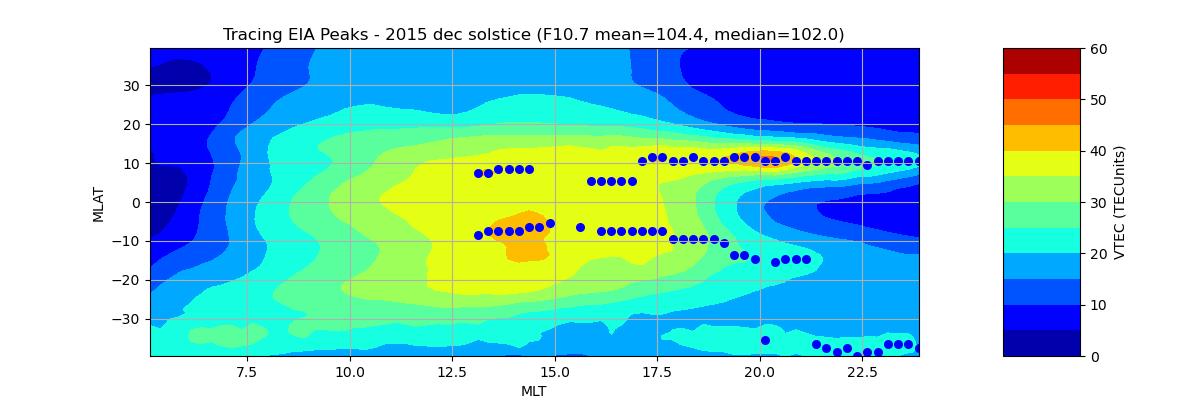 Tracing EIA Peaks - 2015 dec solstice (F10.7 mean=104.4, median=102.0)
30
20
10
0
−10
−20
−30
MLAT
7.5 10.0 12.5 15.0 17.5 20.0 22.5
MLT
60
50
40
30
20
10
0
VTEC (TECUnits)